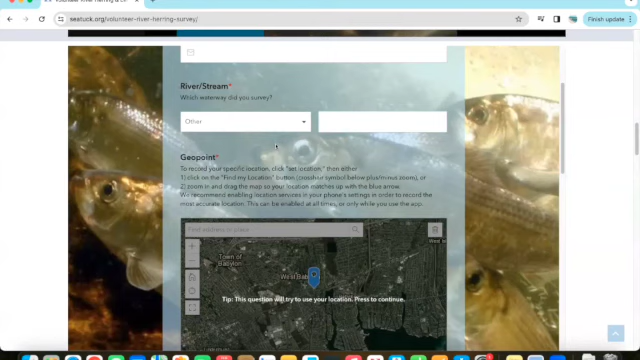 seatuck.org/volunteer-river-herring-survey/
Finish update
River/Stream*
Which waterway did you survey?
Other
Geopoint*
To record your specific location, click "set location," then either
1) click on the "Find my Location" button (crosshair symbol below plus/minus zoom), or
2) zoom in and drag the map so your location matches up with the blue arrow.
We recommend enabling location services in your phone's settings in order to record the
most accurate location. This can be enabled at all times, or only while you use the app.
Find address or place
Town of
Babylon
Tip: This question will try to use your location. Press to continue.